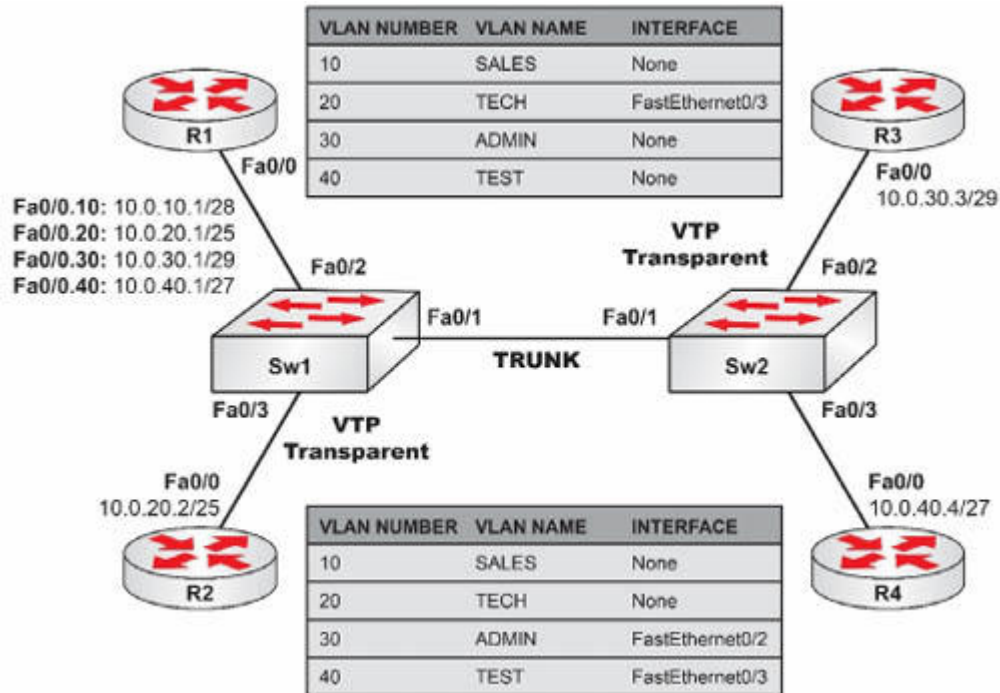 VLAN NUMBER VLAN NAME INTERFACE
10 SALES None
20 TECH FastEthernet0/3
30 ADMIN None
40 TEST None
R1
Fa0/0
Fa0/0.10: 10.0.10.1/28
Fa0/0.20: 10.0.20.1/25
Fa0/0.30: 10.0.30.1/29
Fa0/0.40: 10.0.40.1/27
R3
Fa0/0
10.0.30.3/29
VTP
Transparent
Fa0/2
Fa0/2
Fa0/1
Fa0/1
TRUNK
Sw1
Sw2
Fa0/3
Fa0/3
VTP
Transparent
Fa0/0
10.0.20.2/25
Fa0/0
10.0.40.4/27
R2
R4
VLAN NUMBER VLAN NAME INTERFACE
10 SALES None
20 TECH None
30 ADMIN FastEthernet0/2
40 TEST FastEthernet0/3